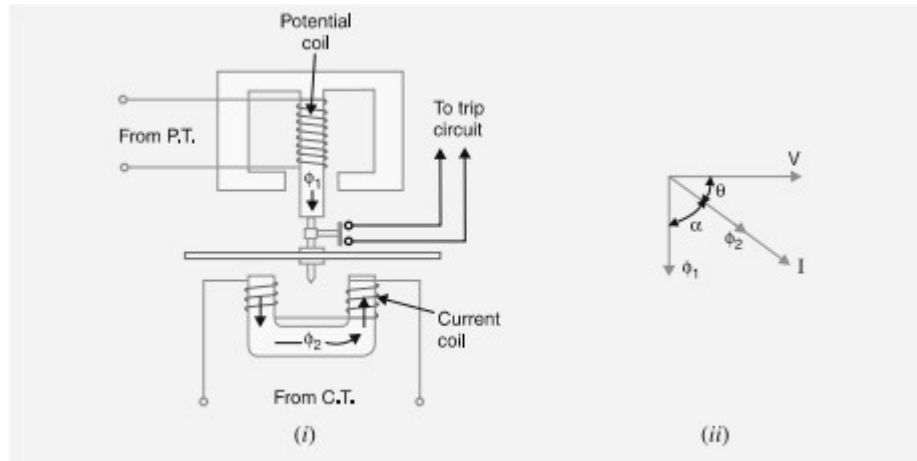 Potential
coil
From P.T.
To trip
circuit
ϕ1
V
θ
α
ϕ2
I
ϕ1
ϕ2
Current
coil
From C.T.
(i)
(ii)